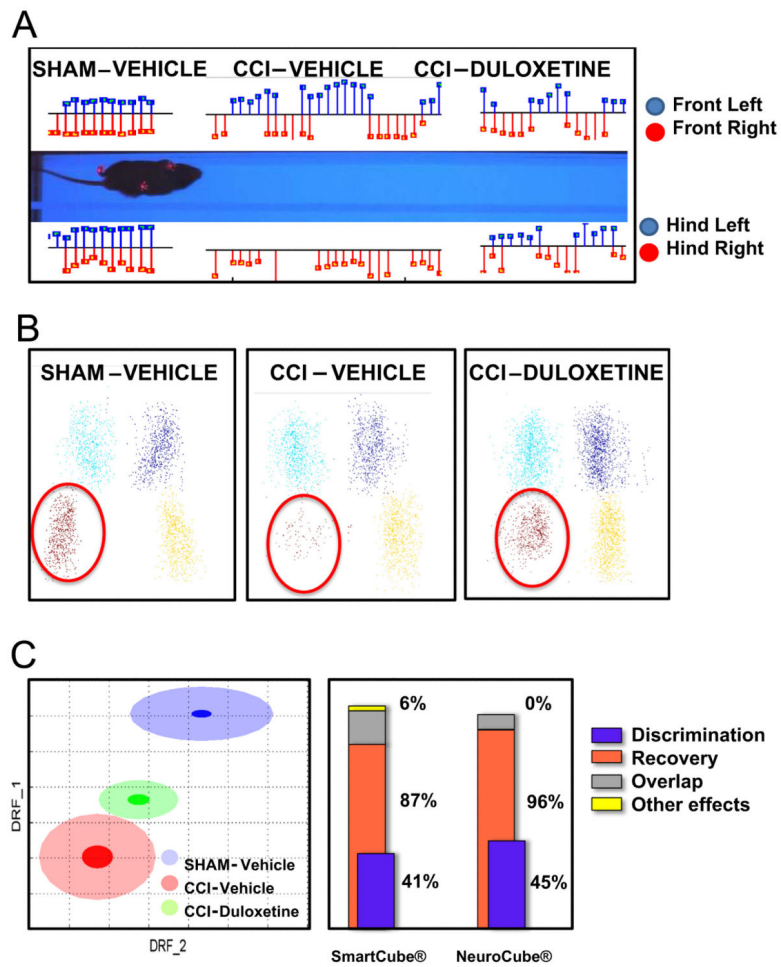 A
SHAM–VEHICLE CCI–VEHICLE CCI–DULOXETINE
Front Left
Front Right
Hind Left
Hind Right
B
SHAM–VEHICLE
CCI–VEHICLE
CCI–DULOXETINE
C
DRF_1
DRF_2
SHAM-Vehicle
CCI-Vehicle
CCI-Duloxetine
6%
87%
41%
SmartCube®
0%
96%
45%
NeuroCube®
Discrimination
Recovery
Overlap
Other effects